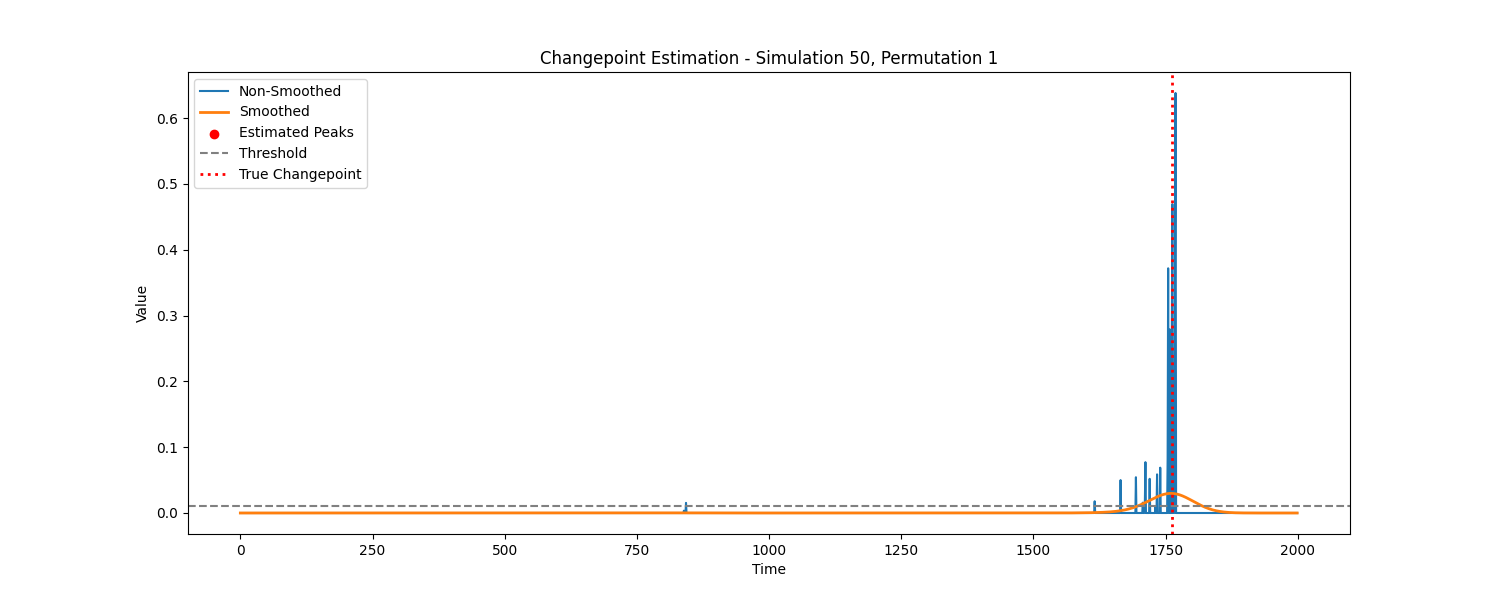 Changepoint Estimation - Simulation 50, Permutation 1
Non-Smoothed
Smoothed
Estimated Peaks
Threshold
True Changepoint
0.6
0.5
0.4
0.3
0.2
0.1
0.0
Value
0 250 500 750 1000 1250 1500 1750 2000
Time